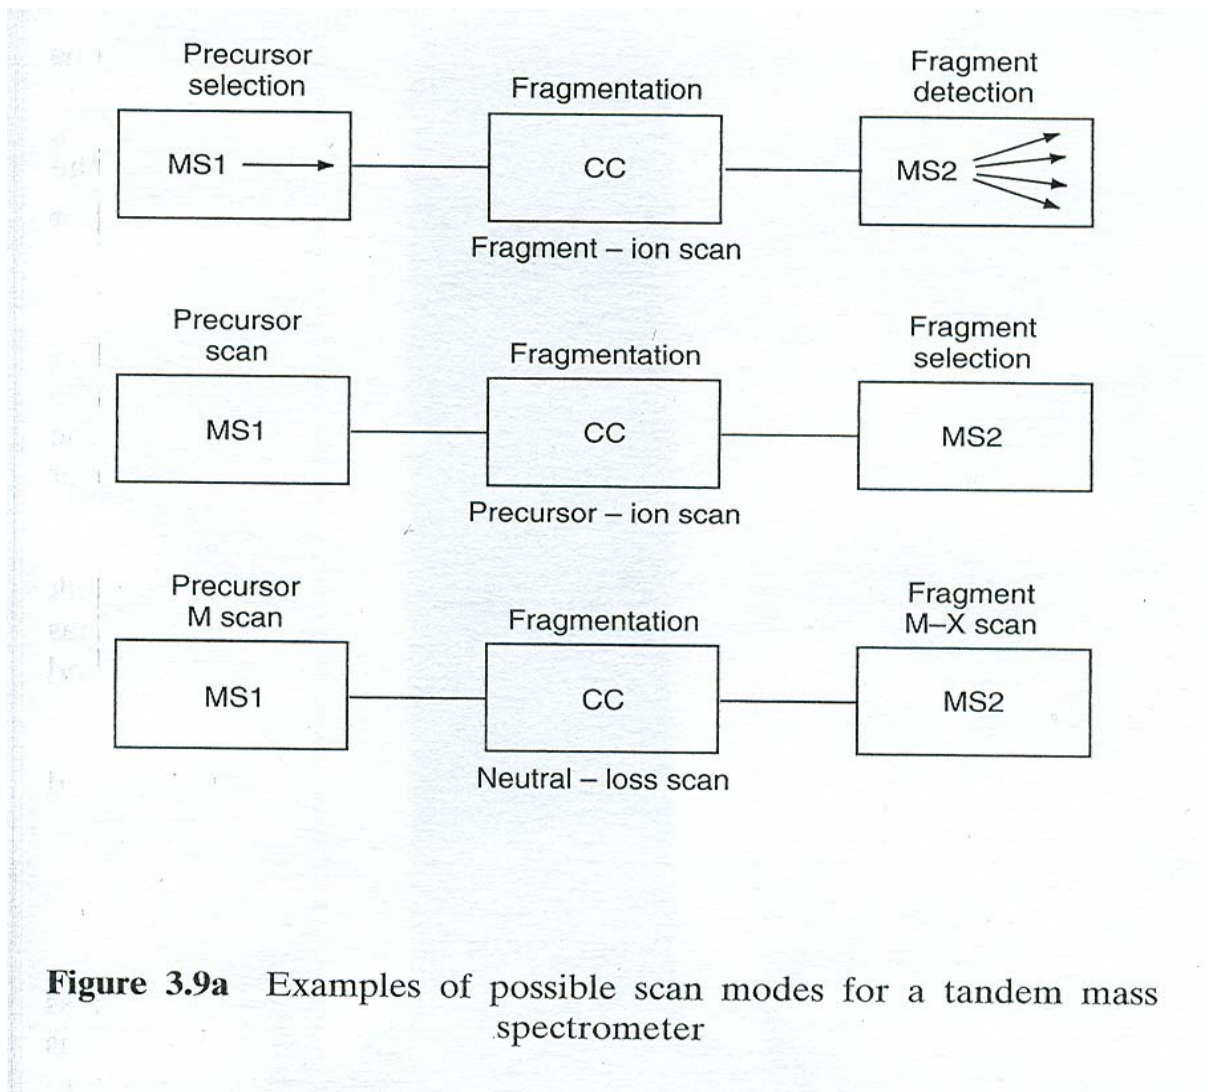 Precursor
selection
Fragmentation
Fragment
detection
MS1
CC
MS2
Fragment – ion scan
Precursor
scan
Fragmentation
Fragment
selection
MS1
CC
MS2
Precursor – ion scan
Precursor
M scan
Fragmentation
Fragment
M–X scan
MS1
CC
MS2
Neutral – loss scan
Figure 3.9a Examples of possible scan modes for a tandem mass
spectrometer